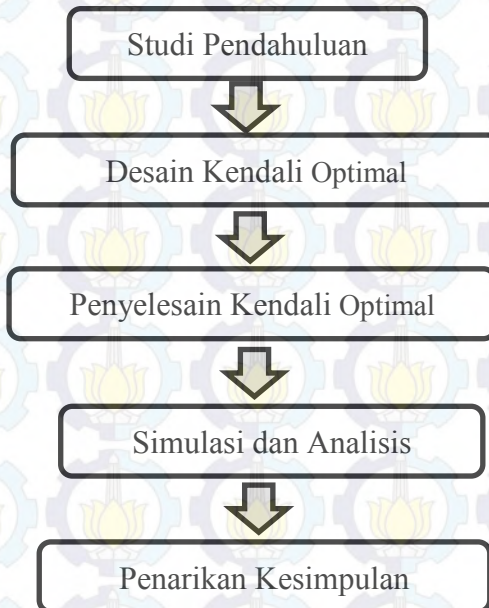 Studi Pendahuluan
Desain Kendali Optimal
Penyelesain Kendali Optimal
Simulasi dan Analisis
Penarikan Kesimpulan